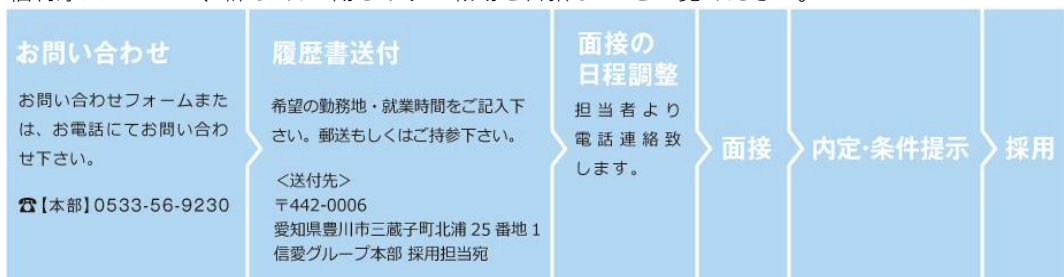 お問い合わせ
お問い合わせフォームまた
は、お電話にてお問い合わ
せ下さい。
☎【本部】0533-56-9230
履歴書送付
希望の勤務地・就業時間をご記入下
さい。郵送もしくはご持参下さい。
＜送付先＞
〒442-0006
愛知県豊川市三蔵子町北浦 25 番地 1
信愛グループ本部 採用担当宛
面接の
日程調整
担当者より
電話連絡致
します。
面接
内定・条件提示
採用